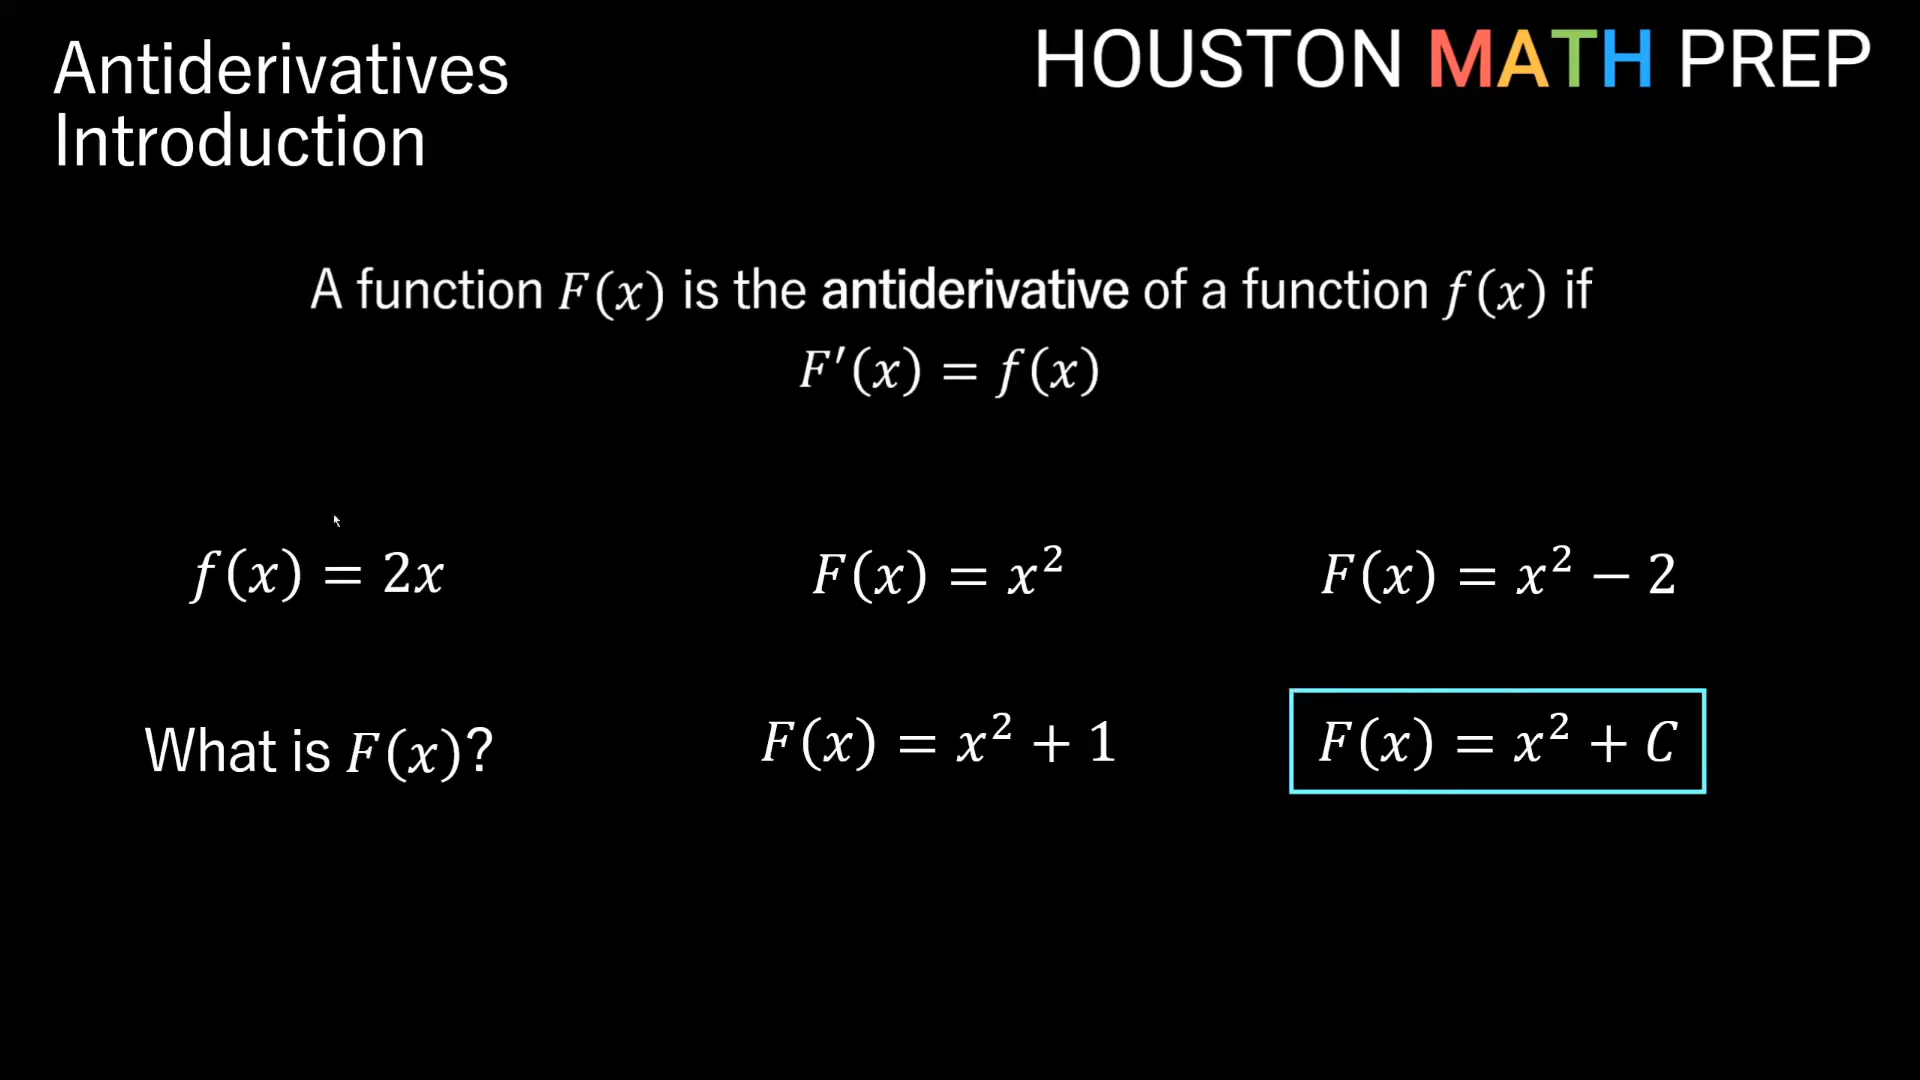 Antiderivatives
Introduction
HOUSTON MATH PREP
A function F(x) is the antiderivative of a function f(x) if
F′(x) = f(x)
f(x) = 2x
F(x) = x²
F(x) = x² − 2
What is F(x)?
F(x) = x² + 1
F(x) = x² + C